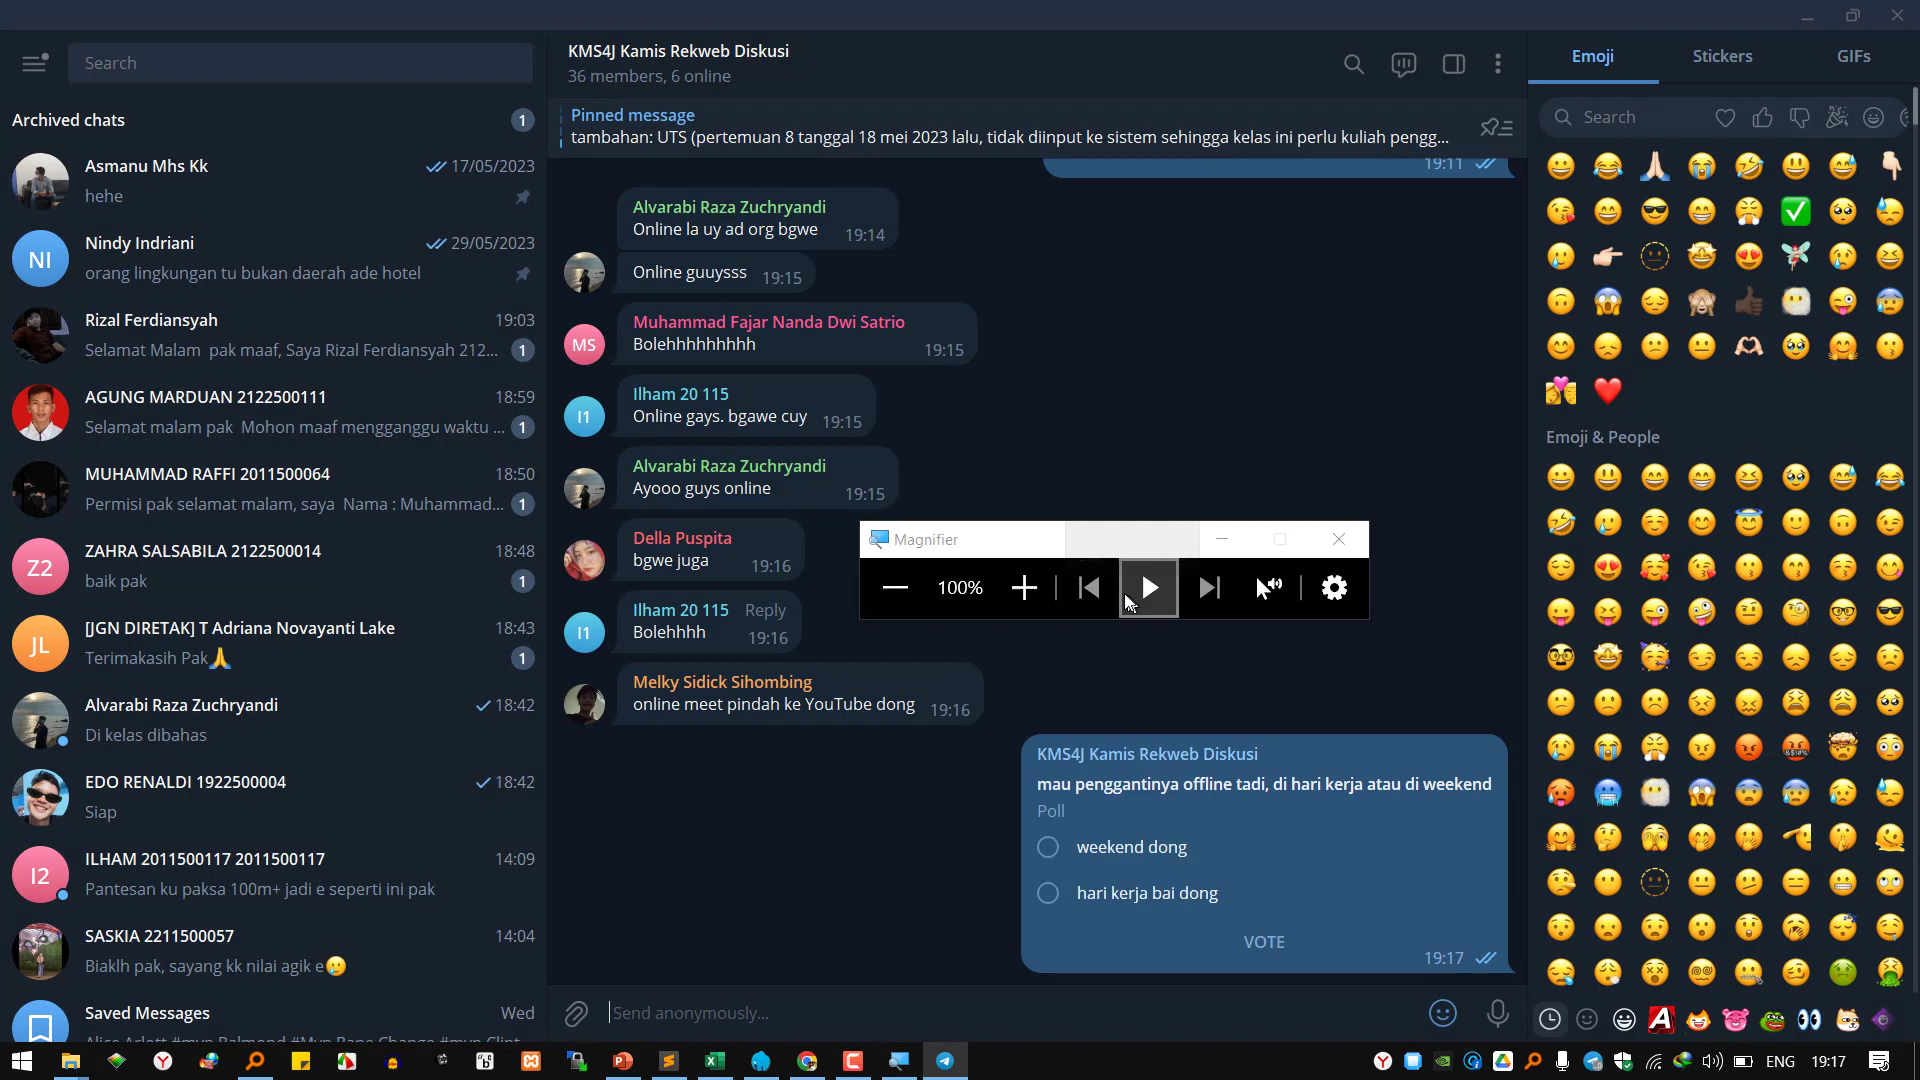 Search
Archived chats
1
Asmanu Mhs Kk
17/05/2023
hehe
NI
Nindy Indriani
29/05/2023
orang lingkungan tu bukan daerah ade hotel
Rizal Ferdiansyah
19:03
Selamat Malam  pak maaf, Saya Rizal Ferdiansyah 212...
1
AGUNG MARDUAN 2122500111
18:59
Selamat malam pak  Mohon maaf mengganggu waktu ...
1
MUHAMMAD RAFFI 2011500064
18:50
Permisi pak selamat malam, saya  Nama : Muhammad...
1
Z2
ZAHRA SALSABILA 2122500014
18:48
baik pak
1
JL
[JGN DIRETAK] T Adriana Novayanti Lake
18:43
Terimakasih Pak🙏
1
Alvarabi Raza Zuchryandi
18:42
Di kelas dibahas
EDO RENALDI 1922500004
18:42
Siap
I2
ILHAM 2011500117 2011500117
14:09
Pantesan ku paksa 100m+ jadi e seperti ini pak
SASKIA 2211500057
14:04
Biaklh pak, sayang kk nilai agik e🥲
Saved Messages
Wed
KMS4J Kamis Rekweb Diskusi
36 members, 6 online
Pinned message
tambahan: UTS (pertemuan 8 tanggal 18 mei 2023 lalu, tidak diinput ke sistem sehingga kelas ini perlu kuliah pengg...
19:11
Alvarabi Raza Zuchryandi
Online la uy ad org bgwe
19:14
Online guuysss
19:15
MS
Muhammad Fajar Nanda Dwi Satrio
Bolehhhhhhhhh
19:15
I1
Ilham 20 115
Online gays. bgawe cuy
19:15
Alvarabi Raza Zuchryandi
Ayooo guys online
19:15
Della Puspita
bgwe juga
19:16
I1
Ilham 20 115
Reply
Bolehhhh
19:16
Melky Sidick Sihombing
online meet pindah ke YouTube dong
19:16
KMS4J Kamis Rekweb Diskusi
mau penggantinya offline tadi, di hari kerja atau di weekend
Poll
weekend dong
hari kerja bai dong
VOTE
19:17
Send anonymously...
Magnifier
100%
Emoji
Stickers
GIFs
Search
Emoji & People
ENG
19:17